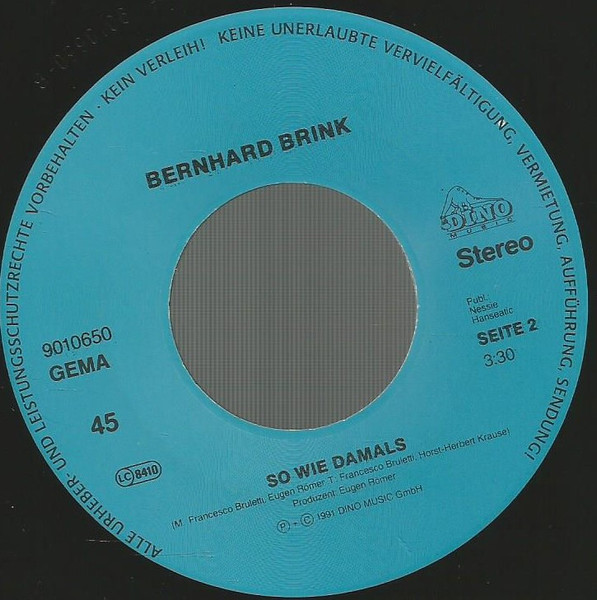 ALLE URHEBER- UND LEISTUNGSSCHUTZRECHTE VORBEHALTEN · KEIN VERLEIH! KEINE UNERLAUBTE VERVIELFÄLTIGUNG, VERMIETUNG, AUFFÜHRUNG, SENDUNG!
BERNHARD BRINK
DINO
MUSIC
Stereo
Publ.
Nessie
Hanseatic
SEITE 2
3:30
9010650
GEMA
45
LC 8410
SO WIE DAMALS
(M. Francesco Bruletti, Eugen Römer T. Francesco Bruletti, Horst-Herbert Krause)
Produzent: Eugen Römer
Ⓟ + Ⓒ 1991 DINO MUSIC GmbH